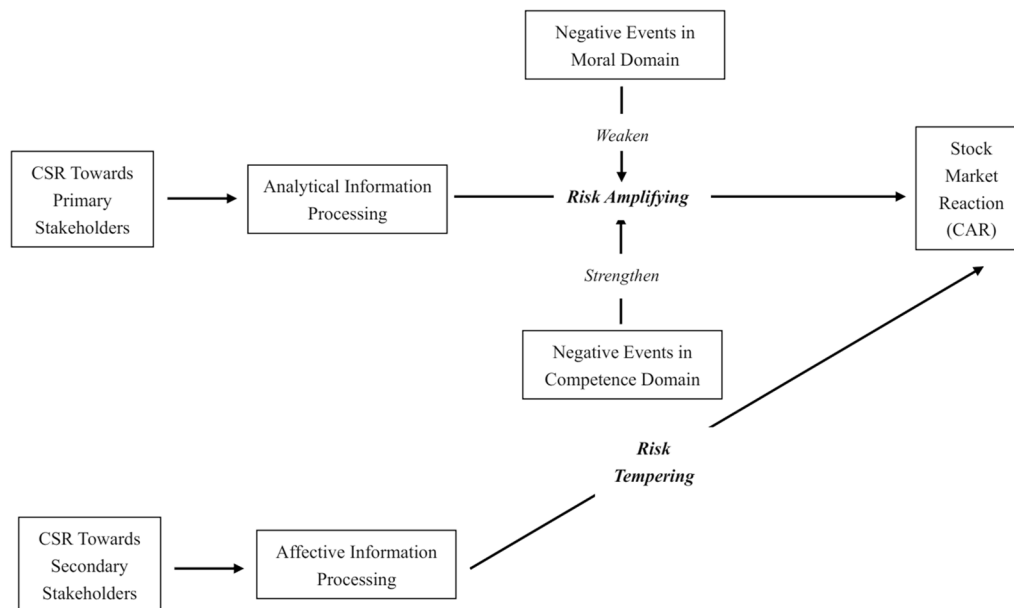 Negative Events in
Moral Domain
Weaken
CSR Towards
Primary
Stakeholders
Analytical Information
Processing
Risk Amplifying
Stock
Market
Reaction
(CAR)
Strengthen
Negative Events in
Competence Domain
Risk
Tempering
CSR Towards
Secondary
Stakeholders
Affective Information
Processing